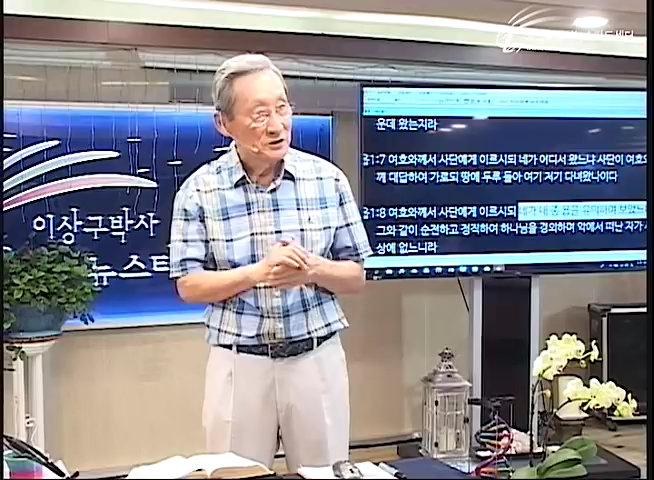 이상구박사
뉴스타
운데 왔는지라
욥1:7 여호와께서 사단에게 이르시되 네가 어디서 왔느냐 사단이 여호와
께 대답하여 가로되 땅에 두루 돌아 여기 저기 다녀왔나이다
욥1:8 여호와께서 사단에게 이르시되 네가 내 종 욥을 유의하여 보았느
그와 같이 순전하고 정직하여 하나님을 경외하며 악에서 떠난 자가 세
상에 없느니라